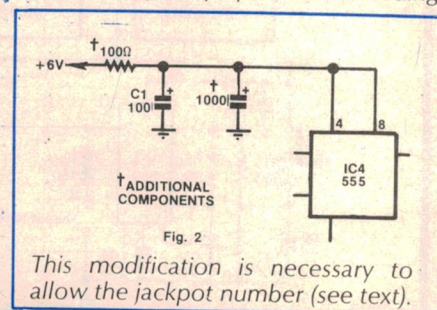 †100Ω
+6V
C1
100
+
†
1000
+
4
8
IC4
555
†ADDITIONAL
COMPONENTS
Fig. 2
This modification is necessary to
allow the jackpot number (see text).